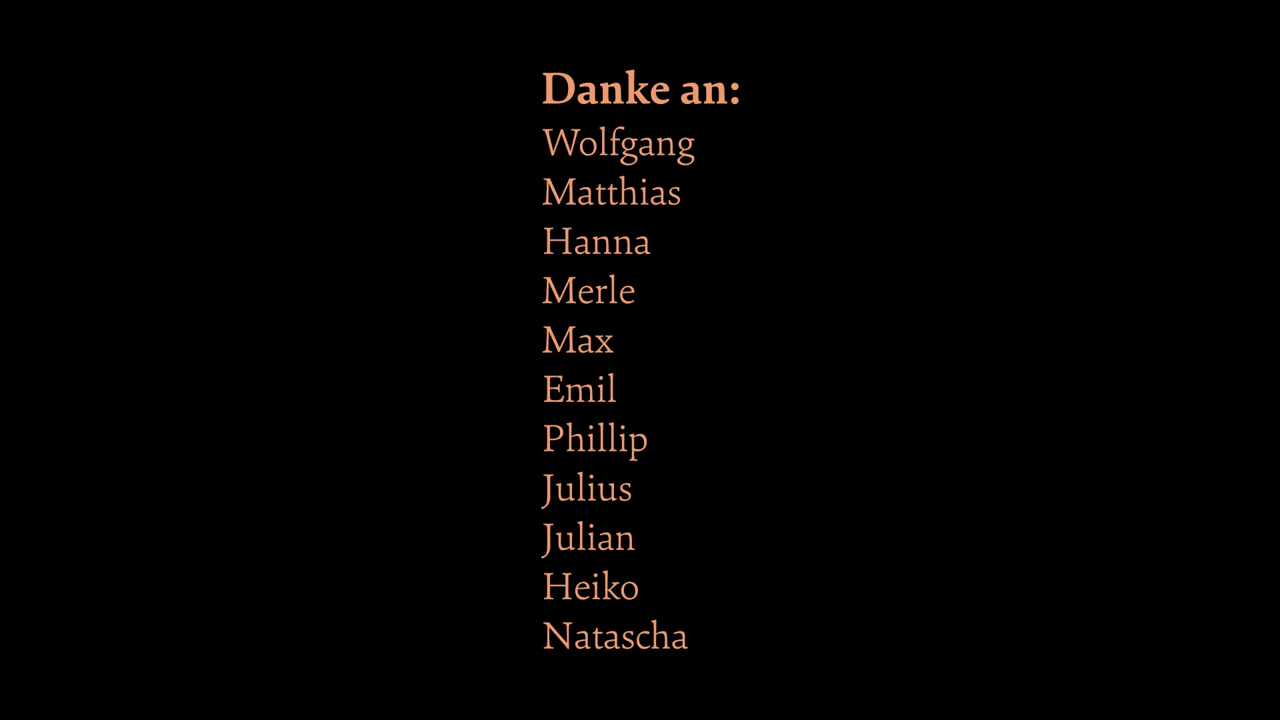 Danke an:
Wolfgang
Matthias
Hanna
Merle
Max
Emil
Phillip
Julius
Julian
Heiko
Natascha